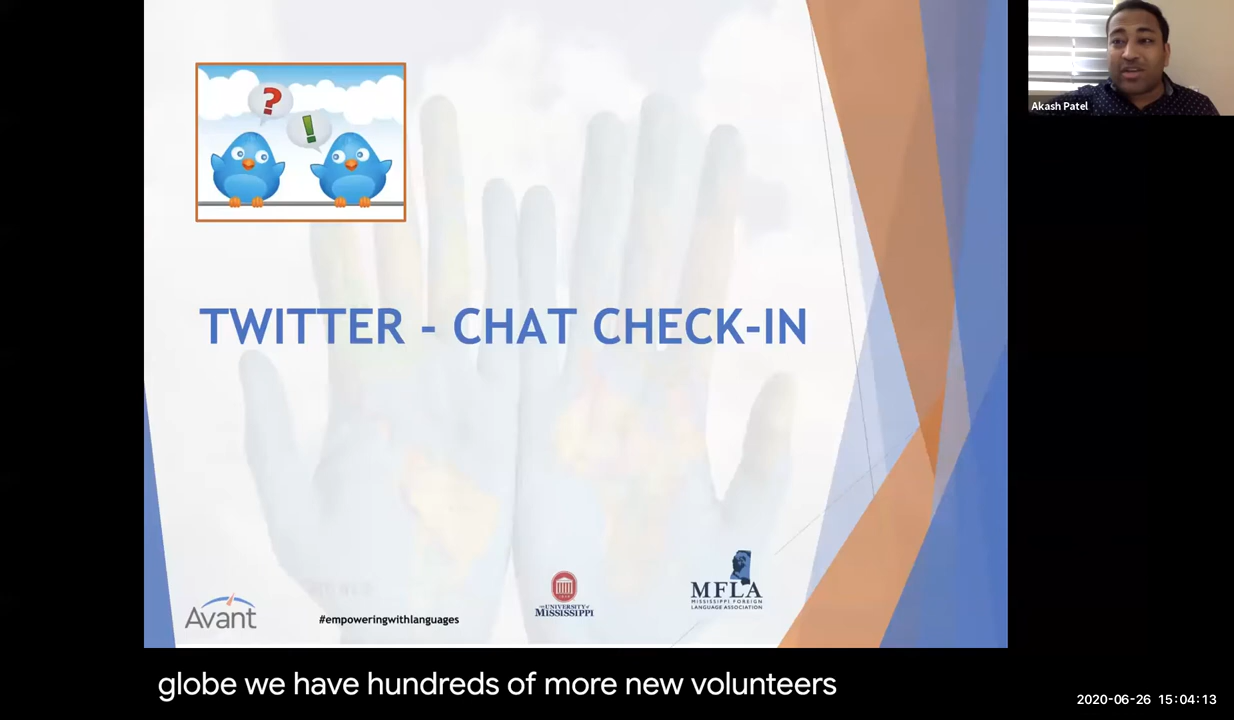 ?
!
Akash Patel
TWITTER - CHAT CHECK-IN
Avant
#empoweringwithlanguages
THE UNIVERSITY of
MISSISSIPPI
MFLA
MISSISSIPPI FOREIGN
LANGUAGE ASSOCIATION
globe we have hundreds of more new volunteers
2020-06-26 15:04:13